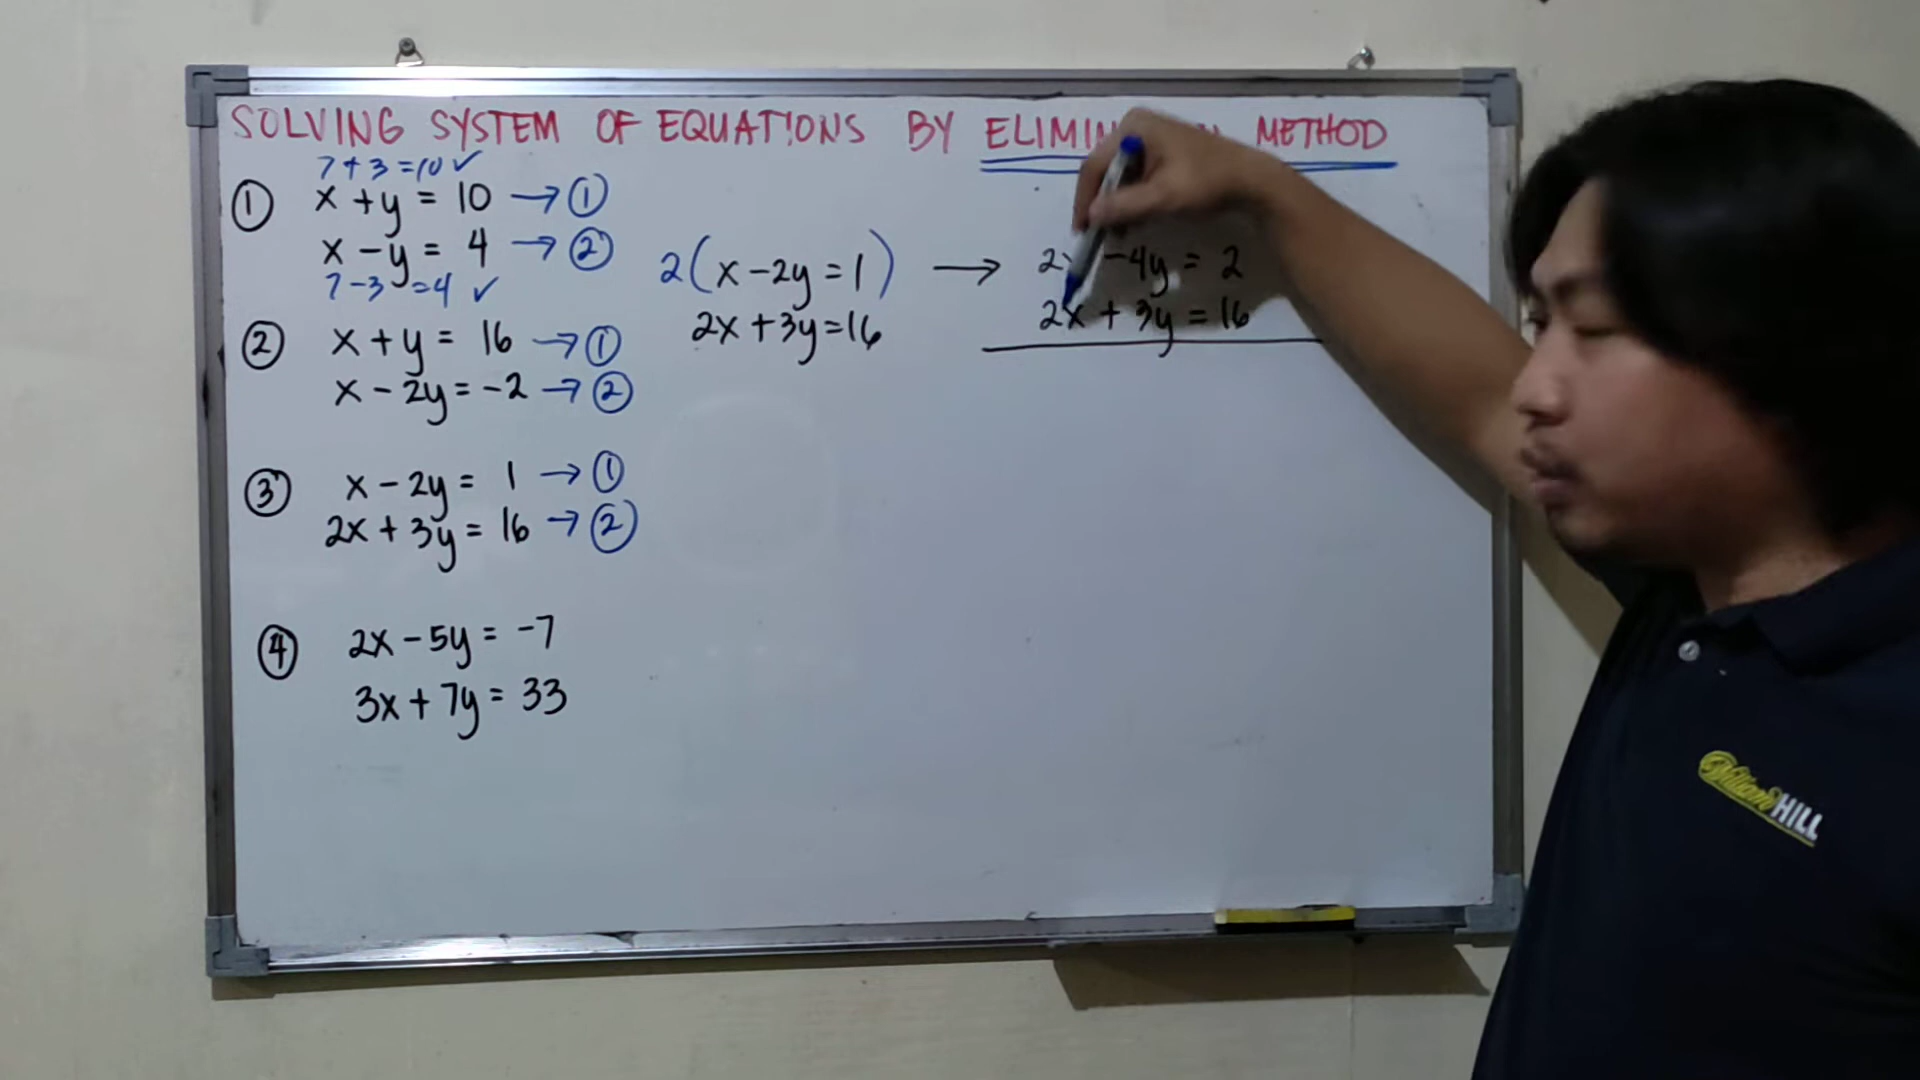 SOLVING SYSTEM OF EQUATIONS BY METHOD
7 + 3 = 10 ✓
① x + y = 10 → ①
x - y = 4 → ②
7 - 3 = 4 ✓
② x + y = 16 → ①
x - 2y = -2 → ②
③ x - 2y = 1 → ①
2x + 3y = 16 → ②
④ 2x - 5y = -7
3x + 7y = 33
2(x - 2y = 1) →
2x + 3y = 16
- 4y = 2
2x + 3y = 16
William HILL